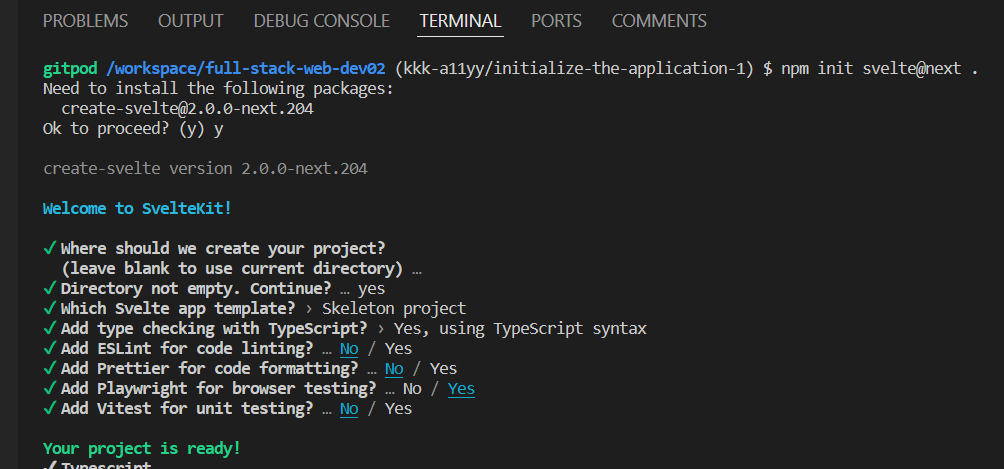 PROBLEMS OUTPUT DEBUG CONSOLE TERMINAL PORTS COMMENTS
gitpod /workspace/full-stack-web-dev02 (kkk-a11yy/initialize-the-application-1) $ npm init svelte@next .
Need to install the following packages:
  create-svelte@2.0.0-next.204
Ok to proceed? (y) y
create-svelte version 2.0.0-next.204
Welcome to SvelteKit!
✔ Where should we create your project?
  (leave blank to use current directory) …
✔ Directory not empty. Continue? … yes
✔ Which Svelte app template? › Skeleton project
✔ Add type checking with TypeScript? › Yes, using TypeScript syntax
✔ Add ESLint for code linting? … No / Yes
✔ Add Prettier for code formatting? … No / Yes
✔ Add Playwright for browser testing? … No / Yes
✔ Add Vitest for unit testing? … No / Yes
Your project is ready!
✔ Typescript